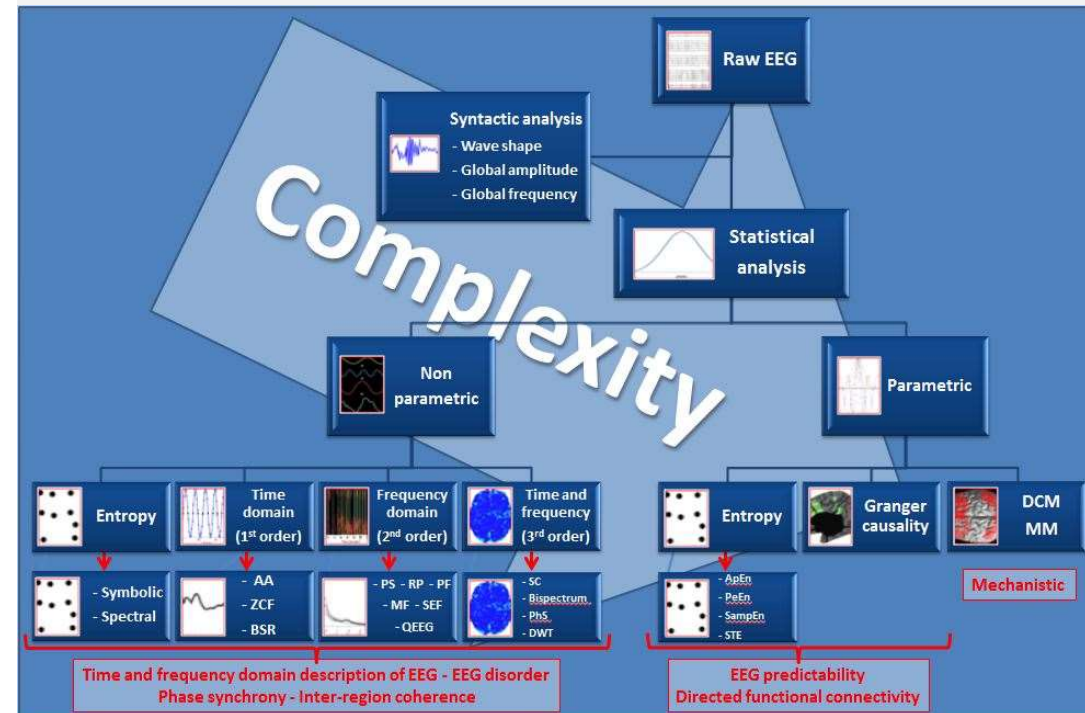 Raw EEG
Syntactic analysis
- Wave shape
- Global amplitude
- Global frequency
Complexity
Statistical
analysis
Non
parametric
Parametric
Entropy
Time
domain
(1st order)
Frequency
domain
(2nd order)
Time and
frequency
(3rd order)
Entropy
Granger
causality
DCM
MM
- Symbolic
- Spectral
- AA
- ZCF
- BSR
- PS - RP - PF
- MF - SEF
- QEEG
- SC
- Bispectrum
- PhS
- DWT
- ApEn
- PeEn
- SampEn
- STE
Mechanistic
Time and frequency domain description of EEG - EEG disorder
Phase synchrony - Inter-region coherence
EEG predictability
Directed functional connectivity